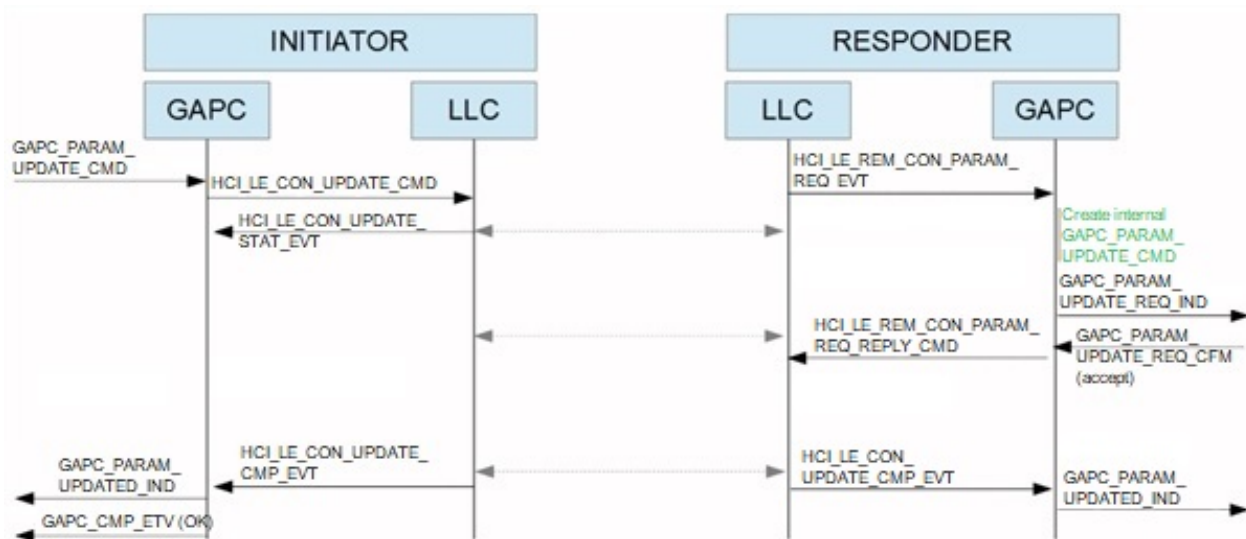 INITIATOR
RESPONDER
GAPC
LLC
LLC
GAPC
GAPC_PARAM_
UPDATE_CMD
HCI_LE_CON_UPDATE_CMD
HCI_LE_CON_UPDATE_
STAT_EVT
HCI_LE_REM_CON_PARAM_
REQ_EVT
Create internal
GAPC_PARAM_
UPDATE_CMD
GAPC_PARAM_
UPDATE_REQ_IND
HCI_LE_REM_CON_PARAM_
REQ_REPLY_CMD
GAPC_PARAM_
UPDATE_REQ_CFM
(accept)
HCI_LE_CON_UPDATE_
CMP_EVT
GAPC_PARAM_
UPDATED_IND
GAPC_CMP_ETV (OK)
HCI_LE_CON_
UPDATE_CMP_EVT
GAPC_PARAM_
UPDATED_IND